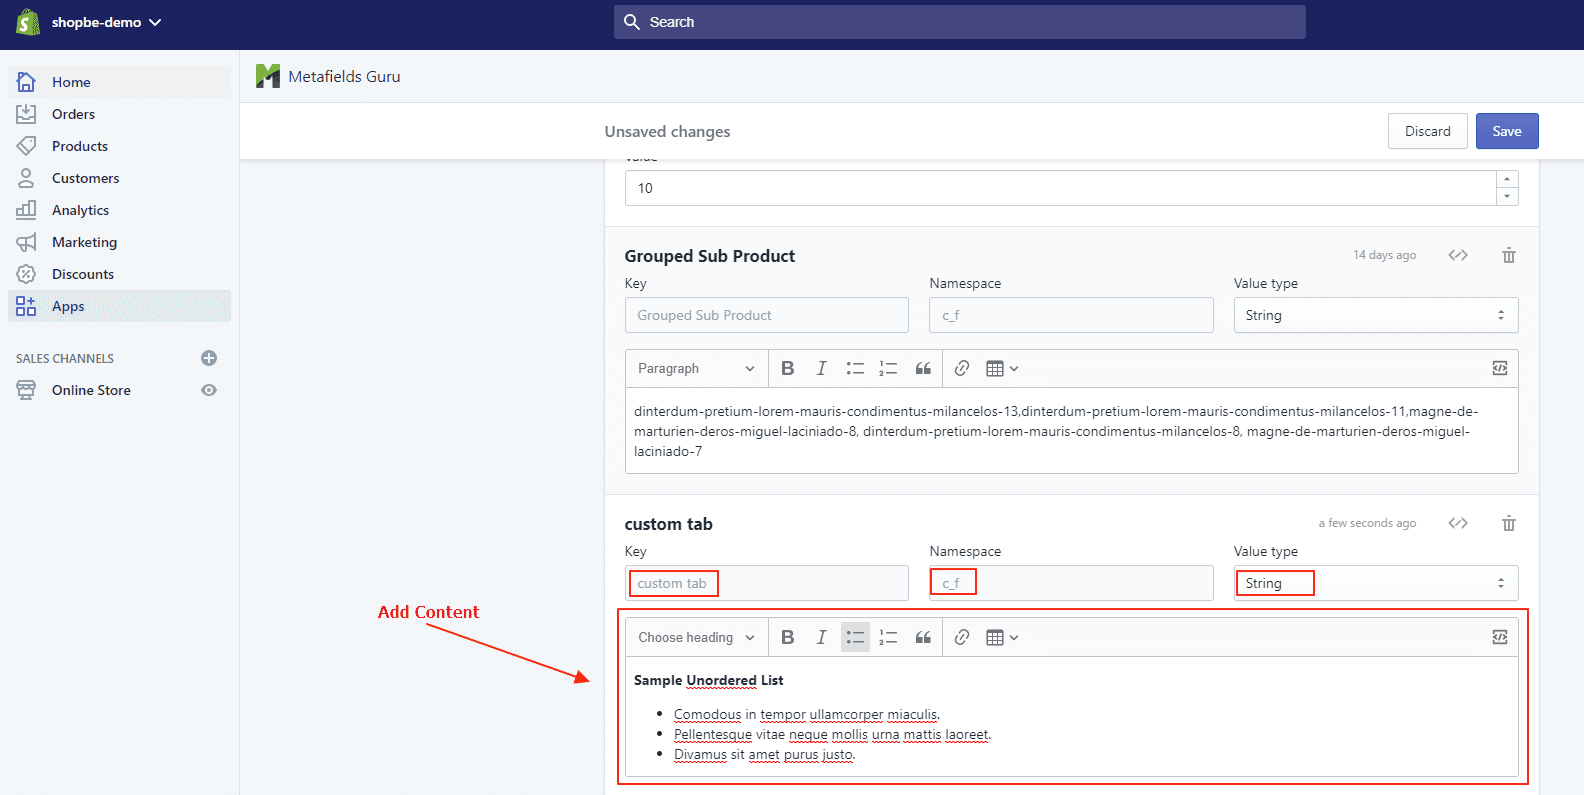 shopbe-demo
Search
Home
Orders
Products
Customers
Analytics
Marketing
Discounts
Apps
SALES CHANNELS
Online Store
Metafields Guru
Unsaved changes
Discard
Save
Value
10
Grouped Sub Product
14 days ago
Key
Namespace
Value type
Grouped Sub Product
c_f
String
Paragraph
B I
dinterdum-pretium-lorem-mauris-condimentus-milancelos-13,dinterdum-pretium-lorem-mauris-condimentus-milancelos-11,magne-de-
marturien-deros-miguel-laciniado-8, dinterdum-pretium-lorem-mauris-condimentus-milancelos-8, magne-de-marturien-deros-miguel-
laciniado-7
custom tab
a few seconds ago
Key
Namespace
Value type
custom tab
c_f
String
Add Content
Choose heading
B I
Sample Unordered List
Comodous in tempor ullamcorper miaculis.
Pellentesque vitae neque mollis urna mattis laoreet.
Divamus sit amet purus justo.